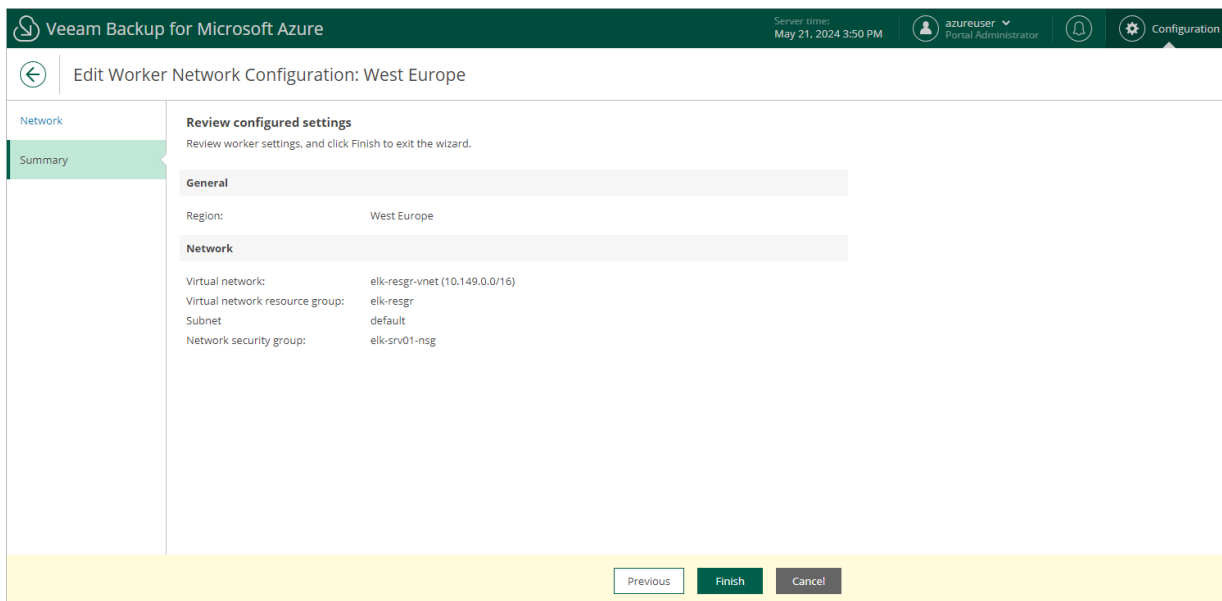 Veeam Backup for Microsoft Azure
Server time:
May 21, 2024 3:50 PM
azureuser
Portal Administrator
Configuration
Edit Worker Network Configuration: West Europe
Network
Summary
Review configured settings
Review worker settings, and click Finish to exit the wizard.
General
Region: West Europe
Network
Virtual network: elk-resgr-vnet (10.149.0.0/16)
Virtual network resource group: elk-resgr
Subnet default
Network security group: elk-srv01-nsg
Previous Finish Cancel